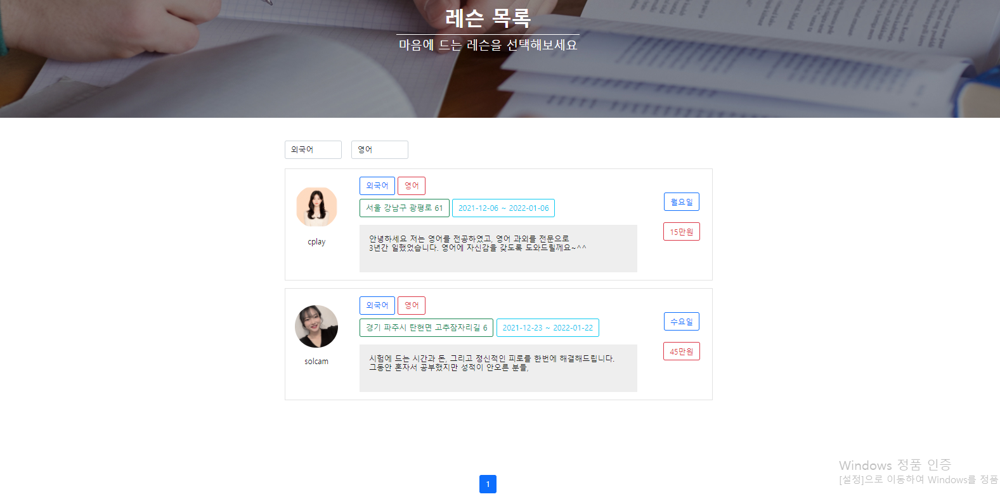 레슨 목록
마음에 드는 레슨을 선택해보세요
외국어 영어
외국어 영어
서울 강남구 광평로 61 2021-12-06 ~ 2022-01-06
월요일
15만원
cplay
안녕하세요 저는 영어를 전공하였고, 영어 과외를 전문으로
3년간 일했었습니다. 영어에 자신감을 갖도록 도와드릴께요~^^
외국어 영어
경기 파주시 탄현면 고추잠자리길 6 2021-12-23 ~ 2022-01-22
수요일
45만원
solcam
시험에 드는 시간과 돈, 그리고 정신적인 피로를 한번에 해결해드립니다.
그동안 혼자서 공부했지만 성적이 안오른 분들,
1
Windows 정품 인증
[설정]으로 이동하여 Windows를 정품